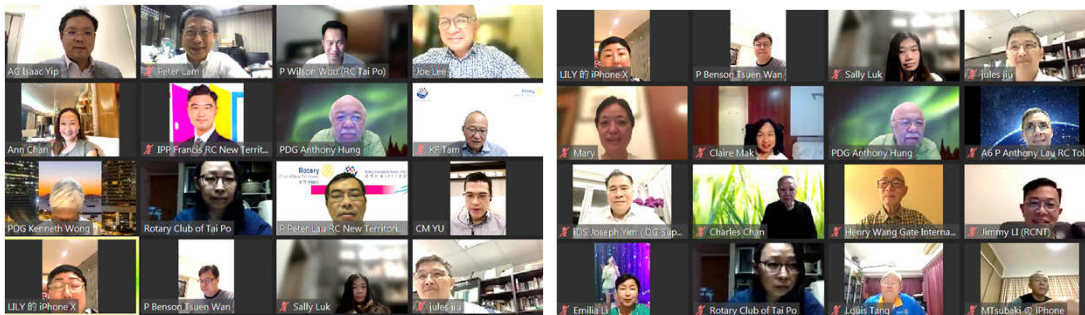 AG Isaac Yip
Peter Lam
P Wilson Woo (RC Tai Po)
Joe Lee
Ann Chan
IPP Francis RC New Territ...
PDG Anthony Hung
Rotary
KF Tam
PDG Kenneth Wong
Rotary Club of Tai Po
Rotary
P Peter Lau RC New Territori...
CM YU
LILY 的 iPhone X
P Benson Tsuen Wan
Sally Luk
jules jiu
LILY 的 iPhone X
P Benson Tsuen Wan
Sally Luk
jules jiu
Mary
Claire Mak
PDG Anthony Hung
A6 P Anthony Lau RC Tol...
iDS Joseph Yim ( DG Sup...
Charles Chan
Henry Wang Gate Interna...
Jimmy LI (RCNT)
Emilia Li
Rotary Club of Tai Po
Louis Tang
MTsubaki @ iPhone